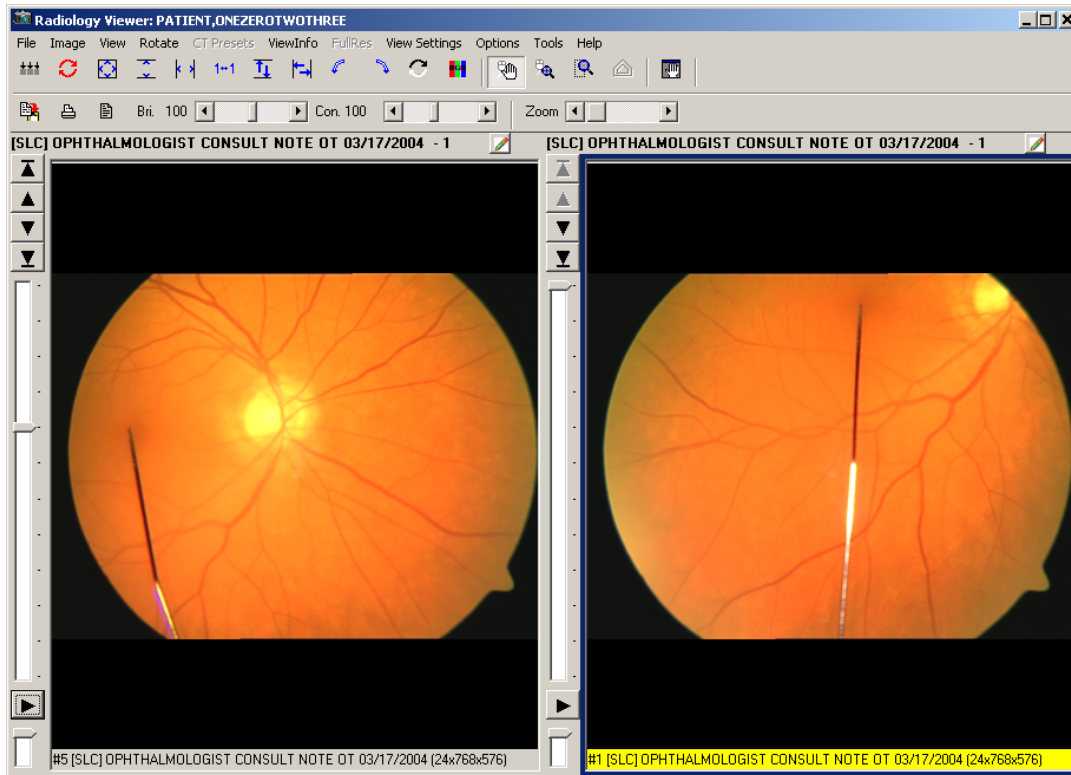 Radiology Viewer: PATIENT,ONEZEROTWOTHREE
File Image View Rotate CT Presets ViewInfo FullRes View Settings Options Tools Help
1↔1
Bri. 100 Con. 100 Zoom
[SLC] OPHTHALMOLOGIST CONSULT NOTE OT 03/17/2004 - 1
[SLC] OPHTHALMOLOGIST CONSULT NOTE OT 03/17/2004 - 1
#5 [SLC] OPHTHALMOLOGIST CONSULT NOTE OT 03/17/2004 (24x768x576)
#1 [SLC] OPHTHALMOLOGIST CONSULT NOTE OT 03/17/2004 (24x768x576)